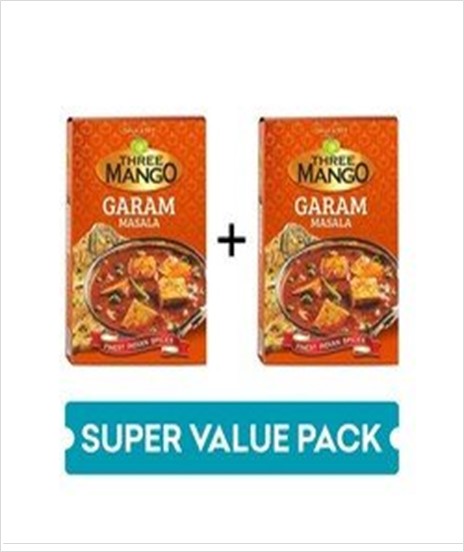 THREE
MANGO
GARAM
MASALA
FINEST INDIAN SPICES
+
THREE
MANGO
GARAM
MASALA
FINEST INDIAN SPICES
SUPER VALUE PACK